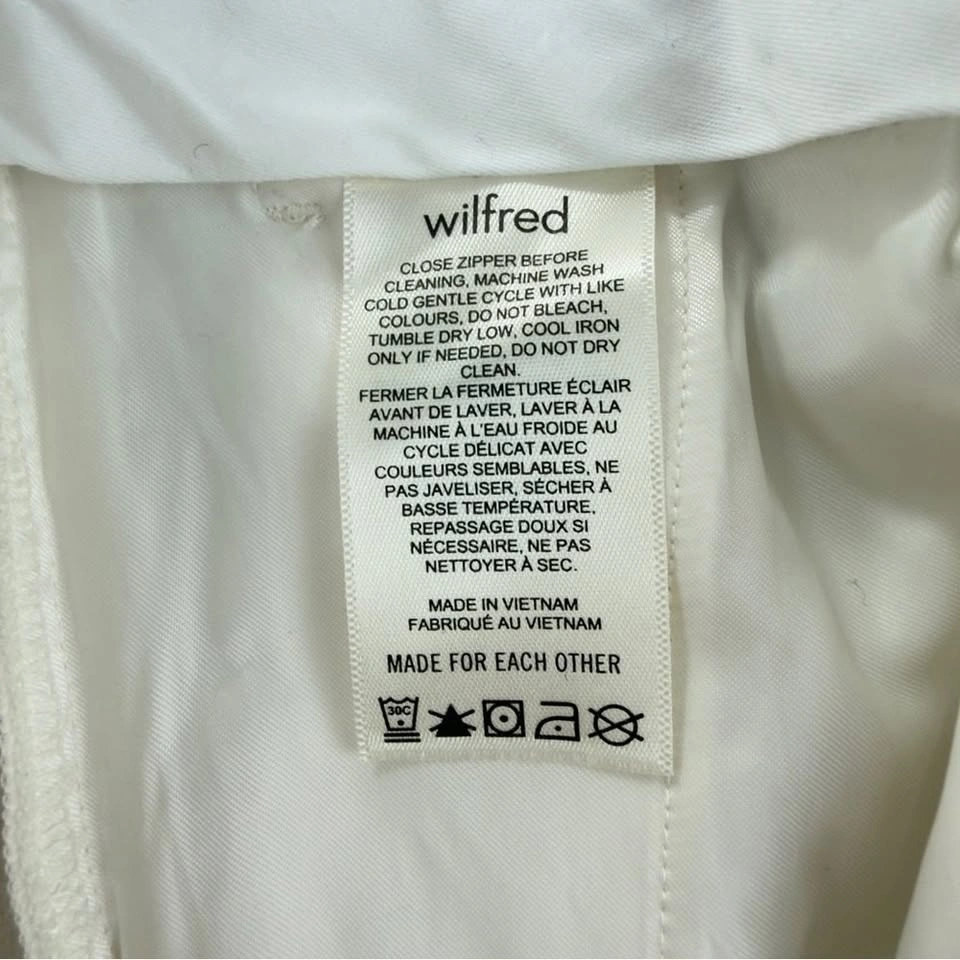 wilfred
CLOSE ZIPPER BEFORE
CLEANING, MACHINE WASH
COLD GENTLE CYCLE WITH LIKE
COLOURS, DO NOT BLEACH,
TUMBLE DRY LOW, COOL IRON
ONLY IF NEEDED, DO NOT DRY
CLEAN.
FERMER LA FERMETURE ÉCLAIR
AVANT DE LAVER, LAVER À LA
MACHINE À L'EAU FROIDE AU
CYCLE DÉLICAT AVEC
COULEURS SEMBLABLES, NE
PAS JAVELISER, SÉCHER À
BASSE TEMPÉRATURE,
REPASSAGE DOUX SI
NÉCESSAIRE, NE PAS
NETTOYER À SEC.
MADE IN VIETNAM
FABRIQUÉ AU VIETNAM
MADE FOR EACH OTHER
30C